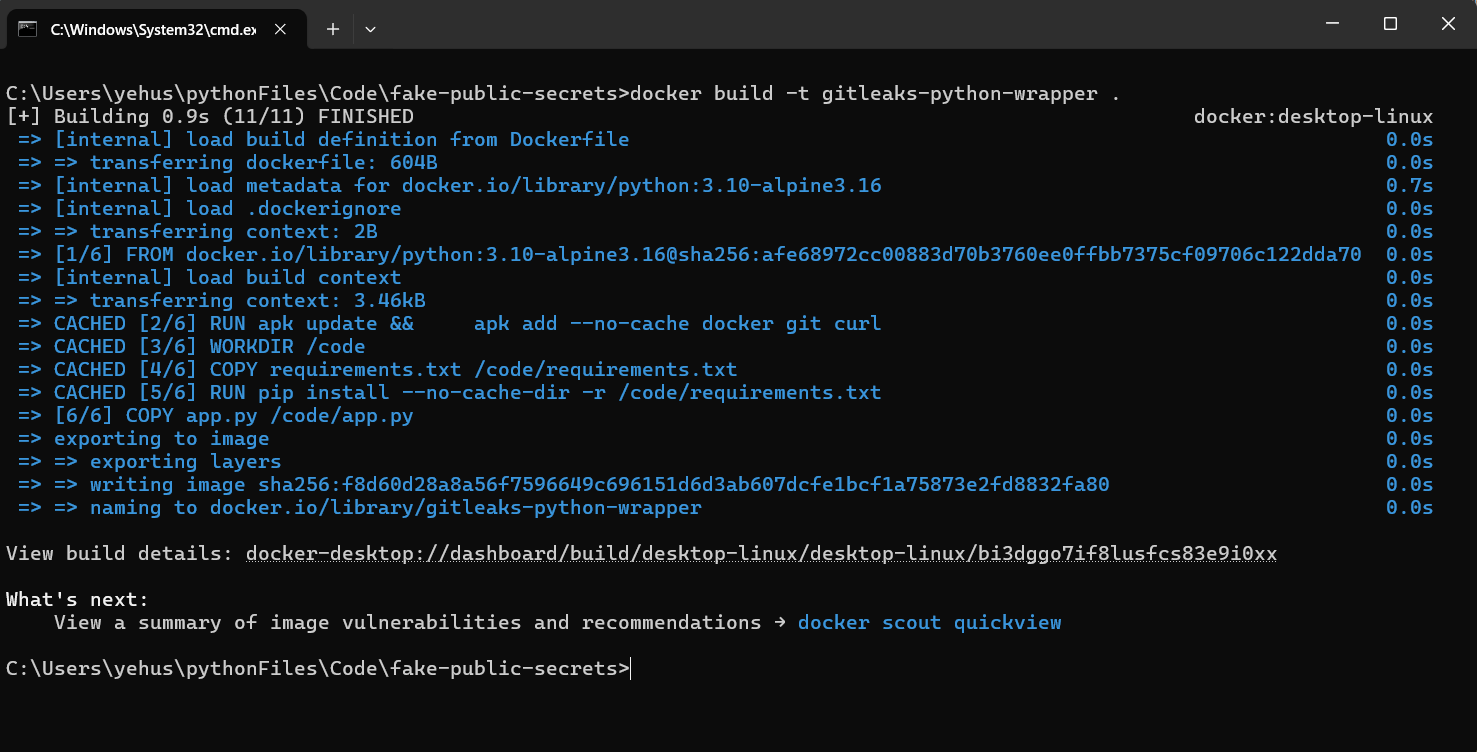 C:\Windows\System32\cmd.ex
C:\Users\yehus\pythonFiles\Code\fake-public-secrets>docker build -t gitleaks-python-wrapper .
[+] Building 0.9s (11/11) FINISHED docker:desktop-linux
=> [internal] load build definition from Dockerfile 0.0s
=> => transferring dockerfile: 604B 0.0s
=> [internal] load metadata for docker.io/library/python:3.10-alpine3.16 0.7s
=> [internal] load .dockerignore 0.0s
=> => transferring context: 2B 0.0s
=> [1/6] FROM docker.io/library/python:3.10-alpine3.16@sha256:afe68972cc00883d70b3760ee0ffbb7375cf09706c122dda70 0.0s
=> [internal] load build context 0.0s
=> => transferring context: 3.46kB 0.0s
=> CACHED [2/6] RUN apk update &&     apk add --no-cache docker git curl 0.0s
=> CACHED [3/6] WORKDIR /code 0.0s
=> CACHED [4/6] COPY requirements.txt /code/requirements.txt 0.0s
=> CACHED [5/6] RUN pip install --no-cache-dir -r /code/requirements.txt 0.0s
=> [6/6] COPY app.py /code/app.py 0.0s
=> exporting to image 0.0s
=> => exporting layers 0.0s
=> => writing image sha256:f8d60d28a8a56f7596649c696151d6d3ab607dcfe1bcf1a75873e2fd8832fa80 0.0s
=> => naming to docker.io/library/gitleaks-python-wrapper 0.0s
View build details: docker-desktop://dashboard/build/desktop-linux/desktop-linux/bi3dggo7if8lusfcs83e9i0xx
What's next:
View a summary of image vulnerabilities and recommendations → docker scout quickview
C:\Users\yehus\pythonFiles\Code\fake-public-secrets>